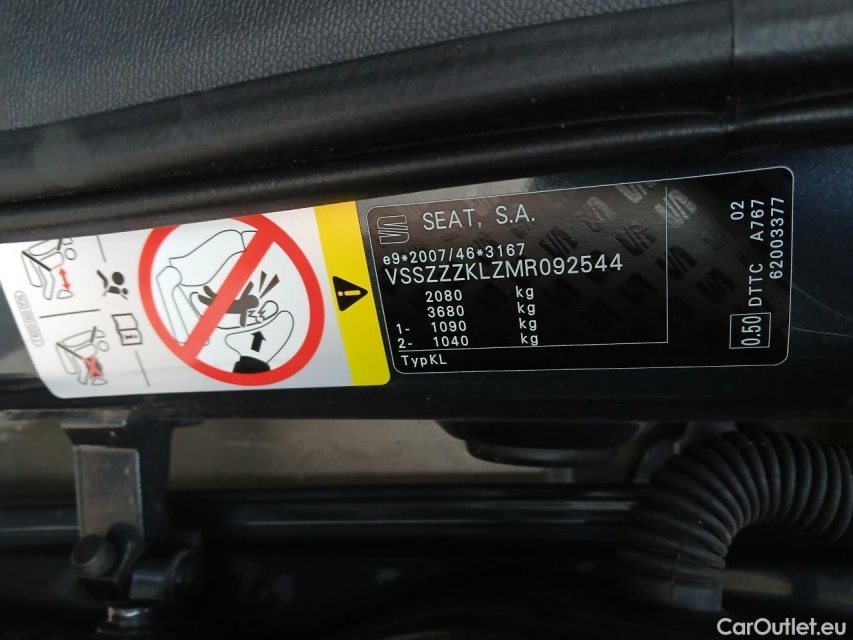 SEAT, S.A.
e9*2007/46*3167
VSSZZZKLZMR092544
2080 kg
3680 kg
1- 1090 kg
2- 1040 kg
TypKL
0.50 DTTC A767 02
62003377
CarOutlet.eu